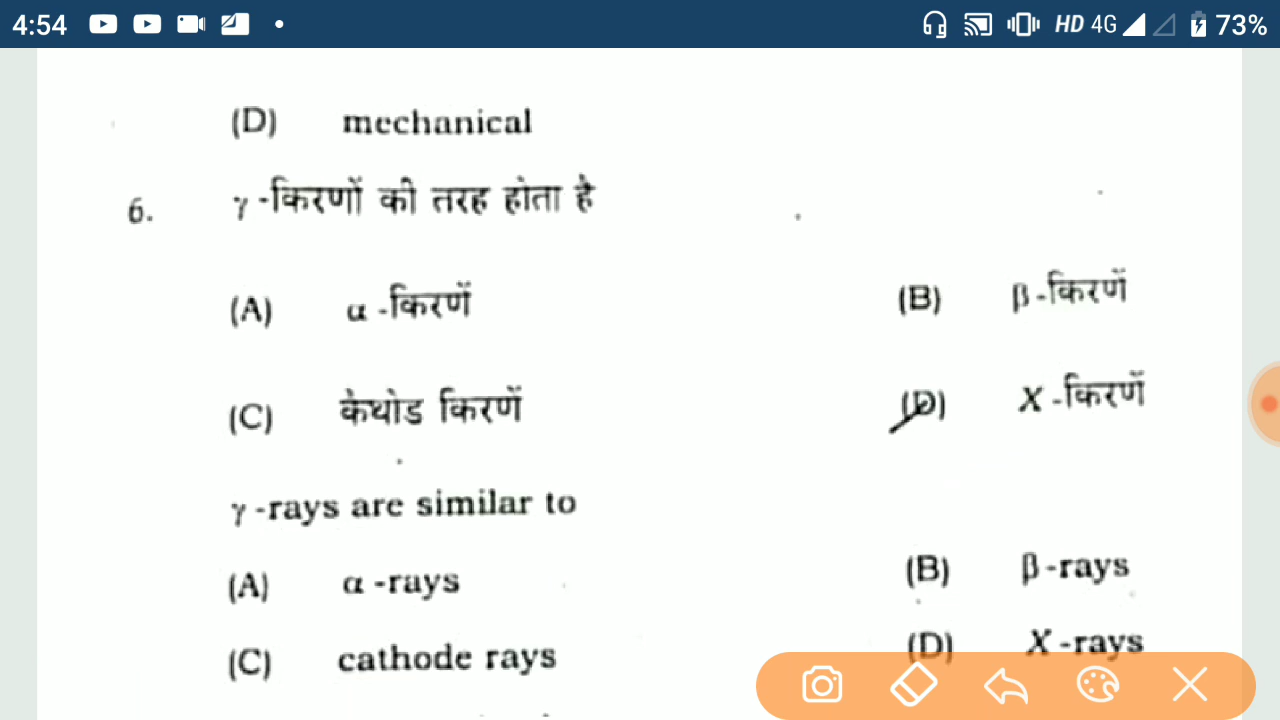 4:54 HD 4G 73%
(D) mechanical
6. γ -किरणों की तरह होता है
(A) α -किरणें (B) β -किरणें
(C) केथोड किरणें (D) X -किरणें
γ -rays are similar to
(A) α -rays (B) β -rays
(C) cathode rays (D) X -rays